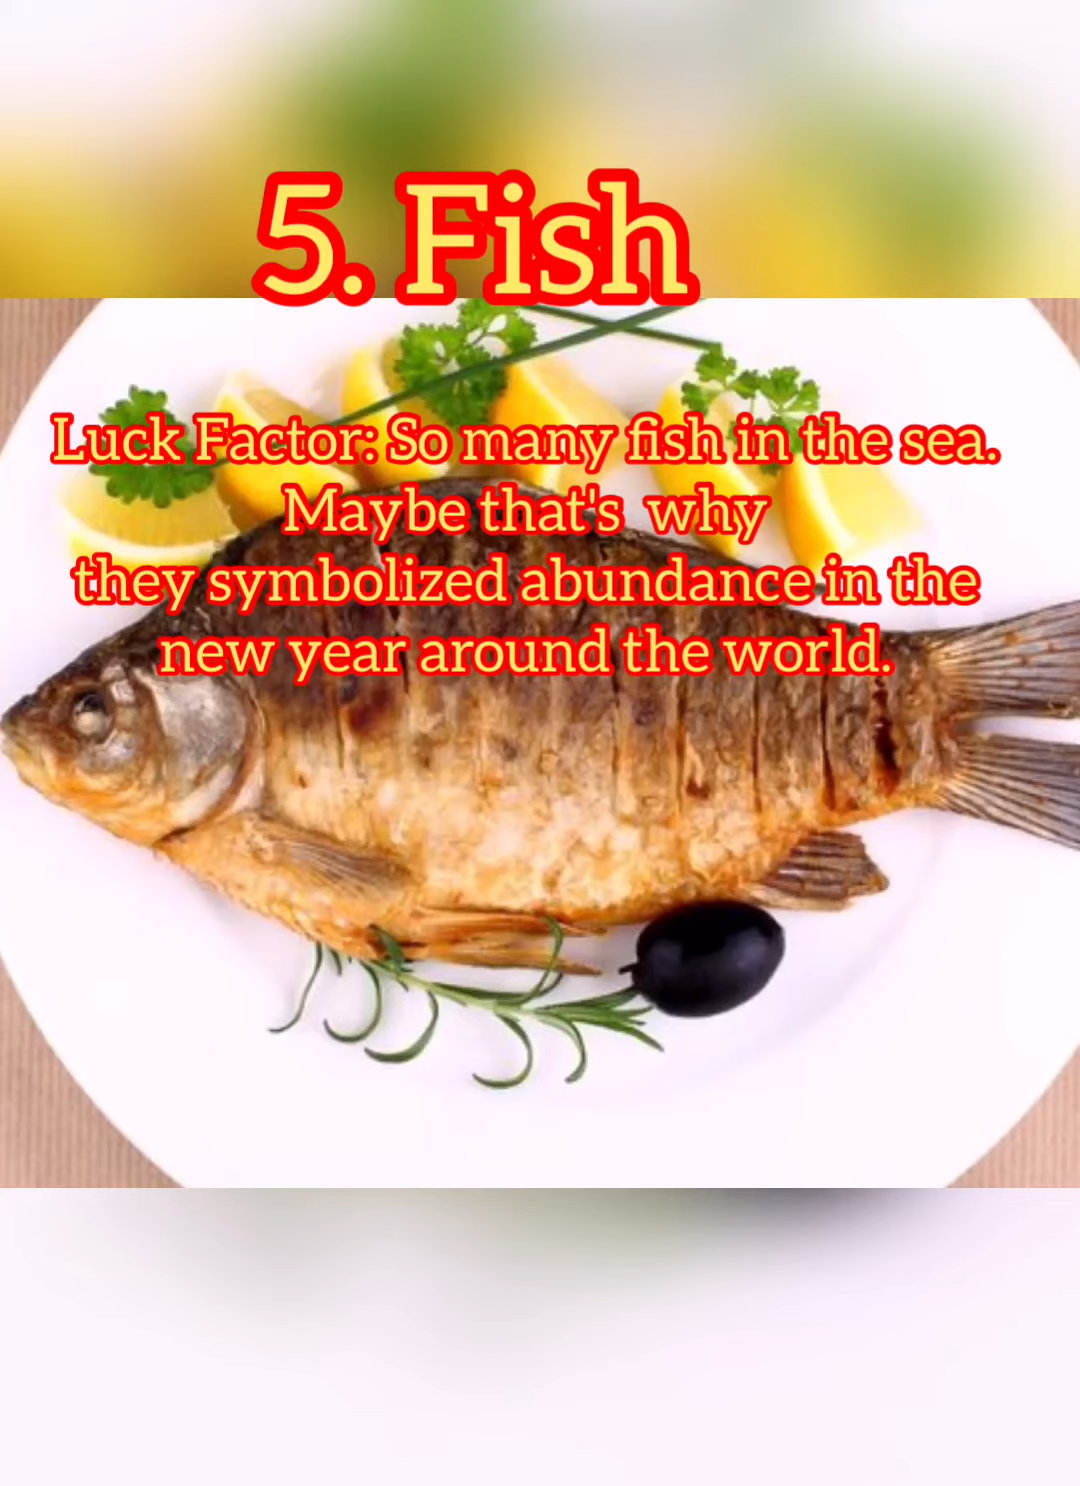 5. Fish
Luck Factor: So many fish in the sea.
Maybe that's  why
they symbolized abundance in the
new year around the world.